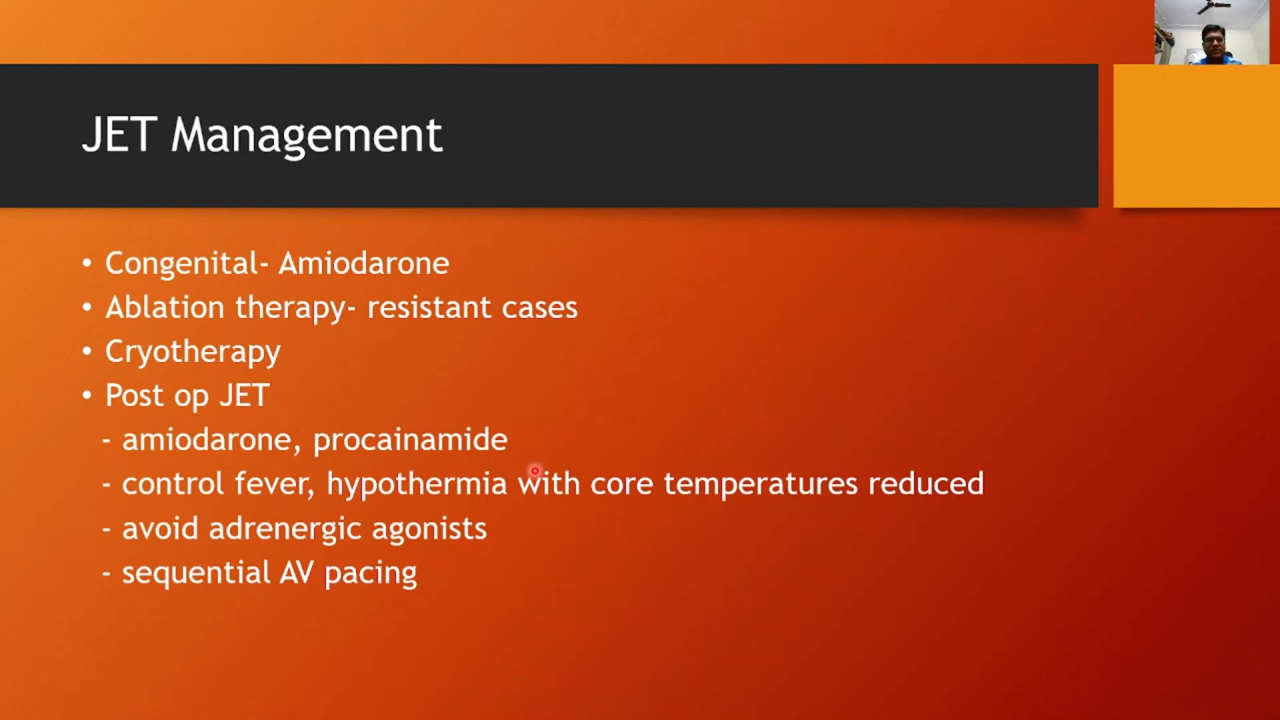 JET Management
• Congenital- Amiodarone
• Ablation therapy- resistant cases
• Cryotherapy
• Post op JET
- amiodarone, procainamide
- control fever, hypothermia with core temperatures reduced
- avoid adrenergic agonists
- sequential AV pacing